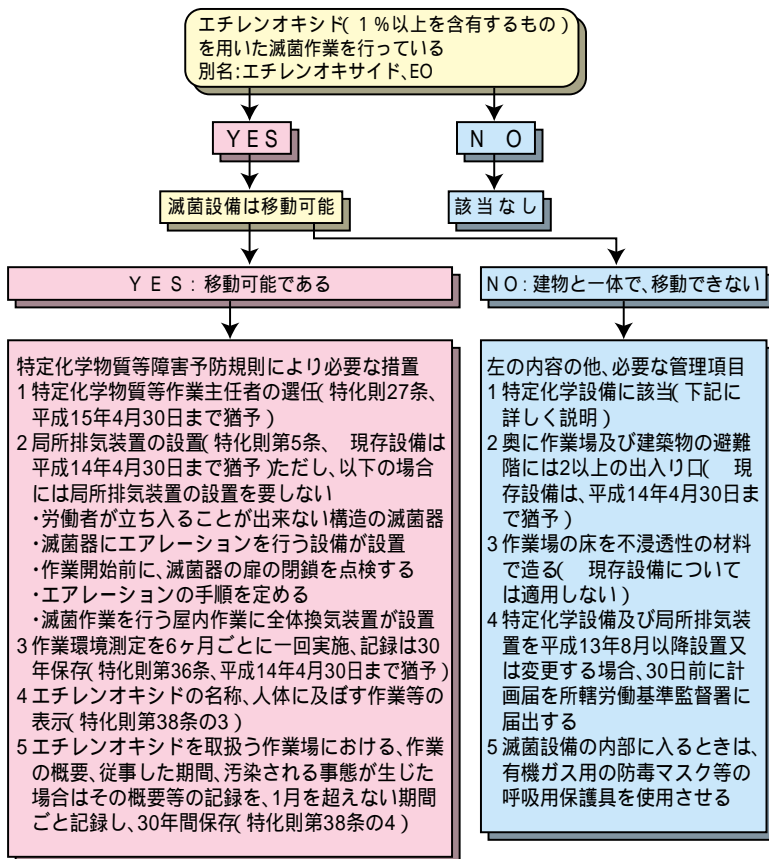 エチレンオキシド(1%以上を含有するもの)
を用いた滅菌作業を行っている
別名:エチレンオキサイド、EO
YES
NO
滅菌設備は移動可能
該当なし
YES:移動可能である
NO:建物と一体で、移動できない
特定化学物質等障害予防規則により必要な措置
1 特定化学物質等作業主任者の選任(特化則27条、
平成15年4月30日まで猶予)
2 局所排気装置の設置(特化則第5条、 現存設備は
平成14年4月30日まで猶予)ただし、以下の場合
には局所排気装置の設置を要しない
・労働者が立ち入ることが出来ない構造の滅菌器
・滅菌器にエアレーションを行う設備が設置
・作業開始前に、滅菌器の扉の閉鎖を点検する
・エアレーションの手順を定める
・滅菌作業を行う屋内作業に全体換気装置が設置
3 作業環境測定を6ヶ月ごとに一回実施、記録は30
年保存(特化則第36条、平成14年4月30日まで猶予)
4 エチレンオキシドの名称、人体に及ぼす作業等の
表示(特化則第38条の3)
5 エチレンオキシドを取扱う作業場における、作業
の概要、従事した期間、汚染される事態が生じた
場合はその概要等の記録を、1月を超えない期間
ごと記録し、30年間保存(特化則第38条の4)
左の内容の他、必要な管理項目
1 特定化学設備に該当(下記に
詳しく説明)
2 奥に作業場及び建築物の避難
階には2以上の出入り口( 現
存設備は、平成14年4月30日ま
で猶予)
3 作業場の床を不浸透性の材料
で造る( 現存設備について
は適用しない)
4 特定化学設備及び局所排気装
置を平成13年8月以降設置又
は変更する場合、30日前に計
画届を所轄労働基準監督署に
届出する
5 滅菌設備の内部に入るときは、
有機ガス用の防毒マスク等の
呼吸用保護具を使用させる